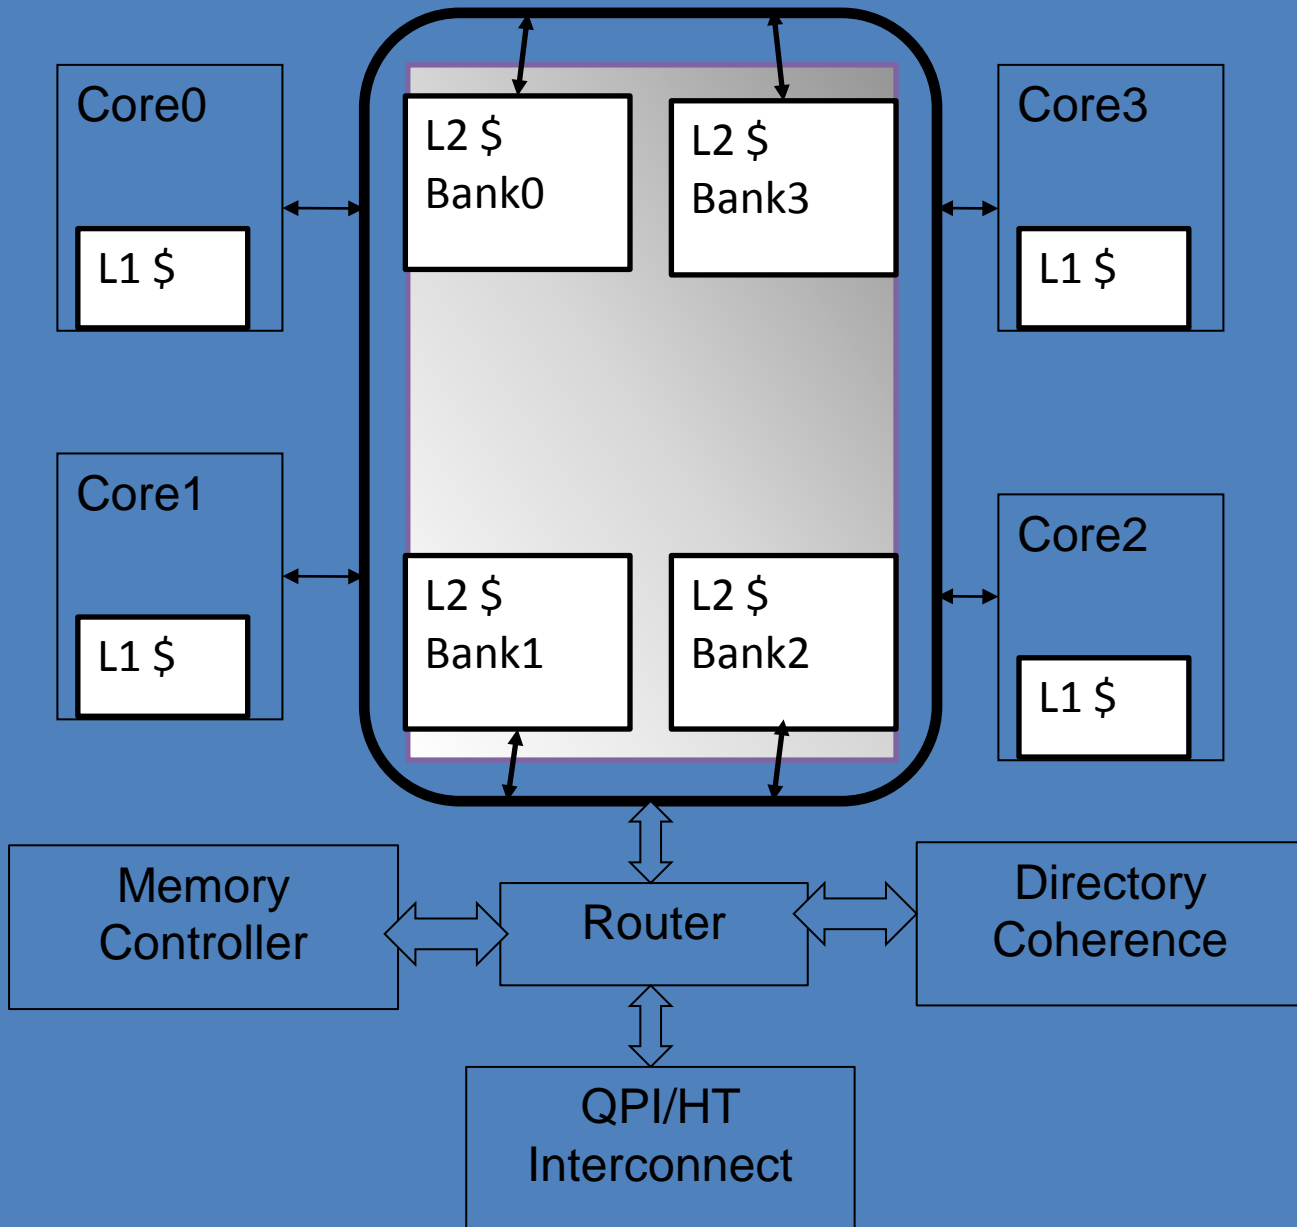 Core0
L1 $
L2 $
Bank0
L2 $
Bank3
Core3
L1 $
Core1
L1 $
L2 $
Bank1
L2 $
Bank2
Core2
L1 $
Memory
Controller
Router
Directory
Coherence
QPI/HT
Interconnect